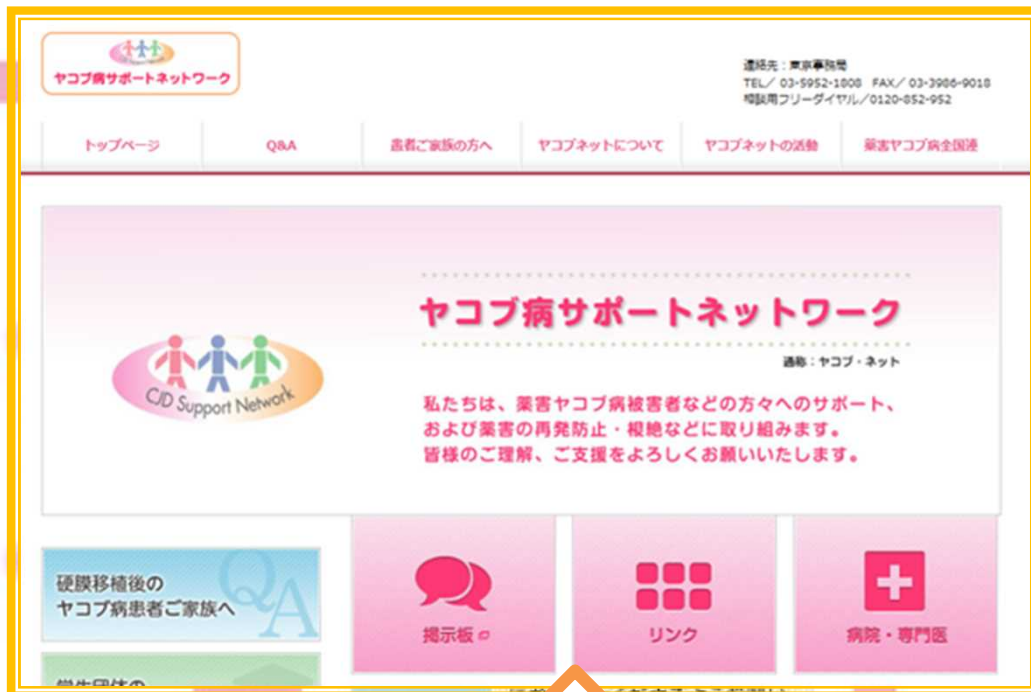 ヤコブ病サポートネットワーク
連絡先：東京事務局
TEL／ 03-5952-1808 FAX／ 03-3986-9018
相談用フリーダイヤル／0120-852-952
トップページ
Q&A
患者ご家族の方へ
ヤコブネットについて
ヤコブネットの活動
薬害ヤコブ病全国連
ヤコブ病サポートネットワーク
通称：ヤコブ・ネット
CJD Support Network
私たちは、薬害ヤコブ病被害者などの方々へのサポート、
および薬害の再発防止・根絶などに取り組みます。
皆様のご理解、ご支援をよろしくお願いいたします。
硬膜移植後の
ヤコブ病患者ご家族へ
QA
掲示板
リンク
病院・専門医
学生団体の